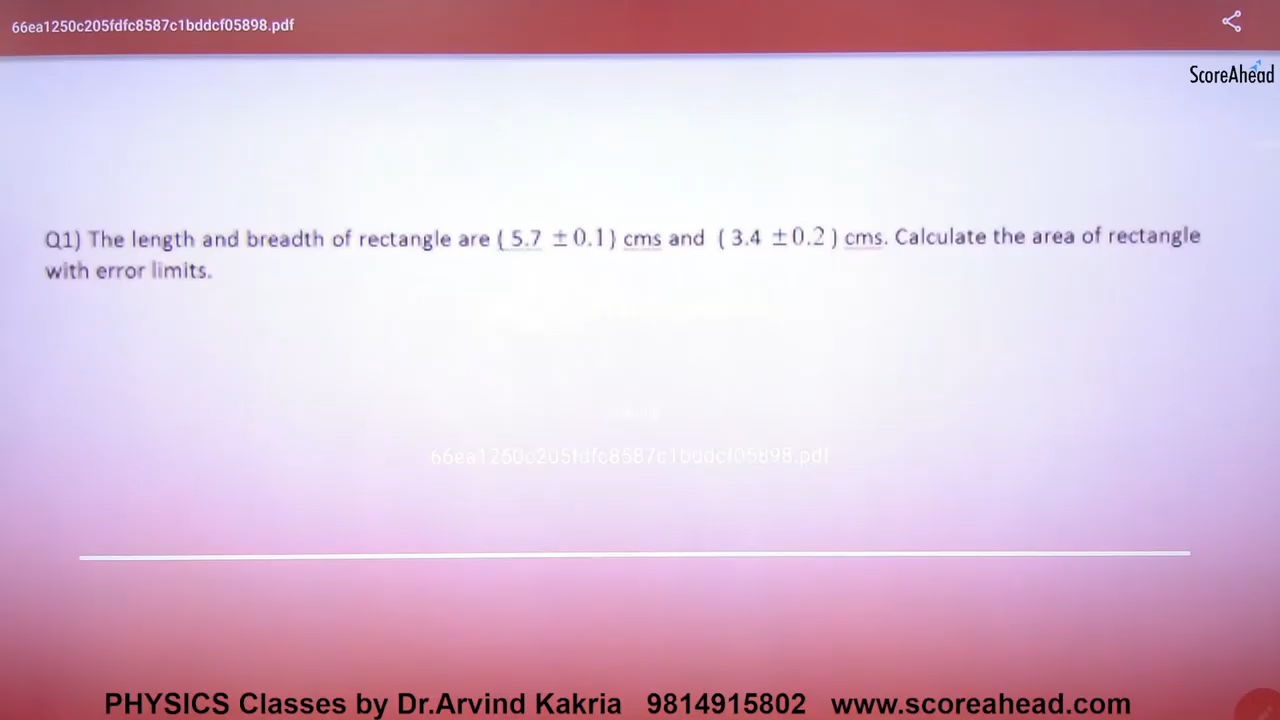 66ea1250c205fdfc8587c1bddcf05898.pdf
ScoreAhead
Q1) The length and breadth of rectangle are ( 5.7 ±0.1) cms and ( 3.4 ±0.2 ) cms. Calculate the area of rectangle
with error limits.
66ea1250c205fdfc8587c1bddcf05898.pdf
PHYSICS Classes by Dr.Arvind Kakria 9814915802 www.scoreahead.com